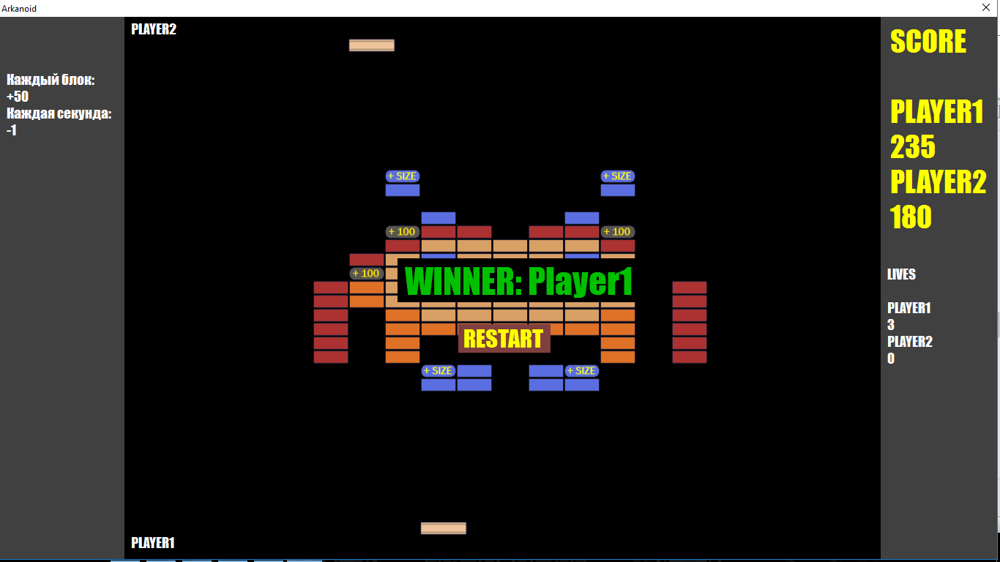 Arkanoid
PLAYER2
SCORE
Каждый блок:
+50
Каждая секунда:
-1
PLAYER1
235
PLAYER2
180
+ SIZE
+ SIZE
+ 100
+ 100
+ 100
WINNER: Player1
LIVES
PLAYER1
3
PLAYER2
0
RESTART
+ SIZE
+ SIZE
PLAYER1